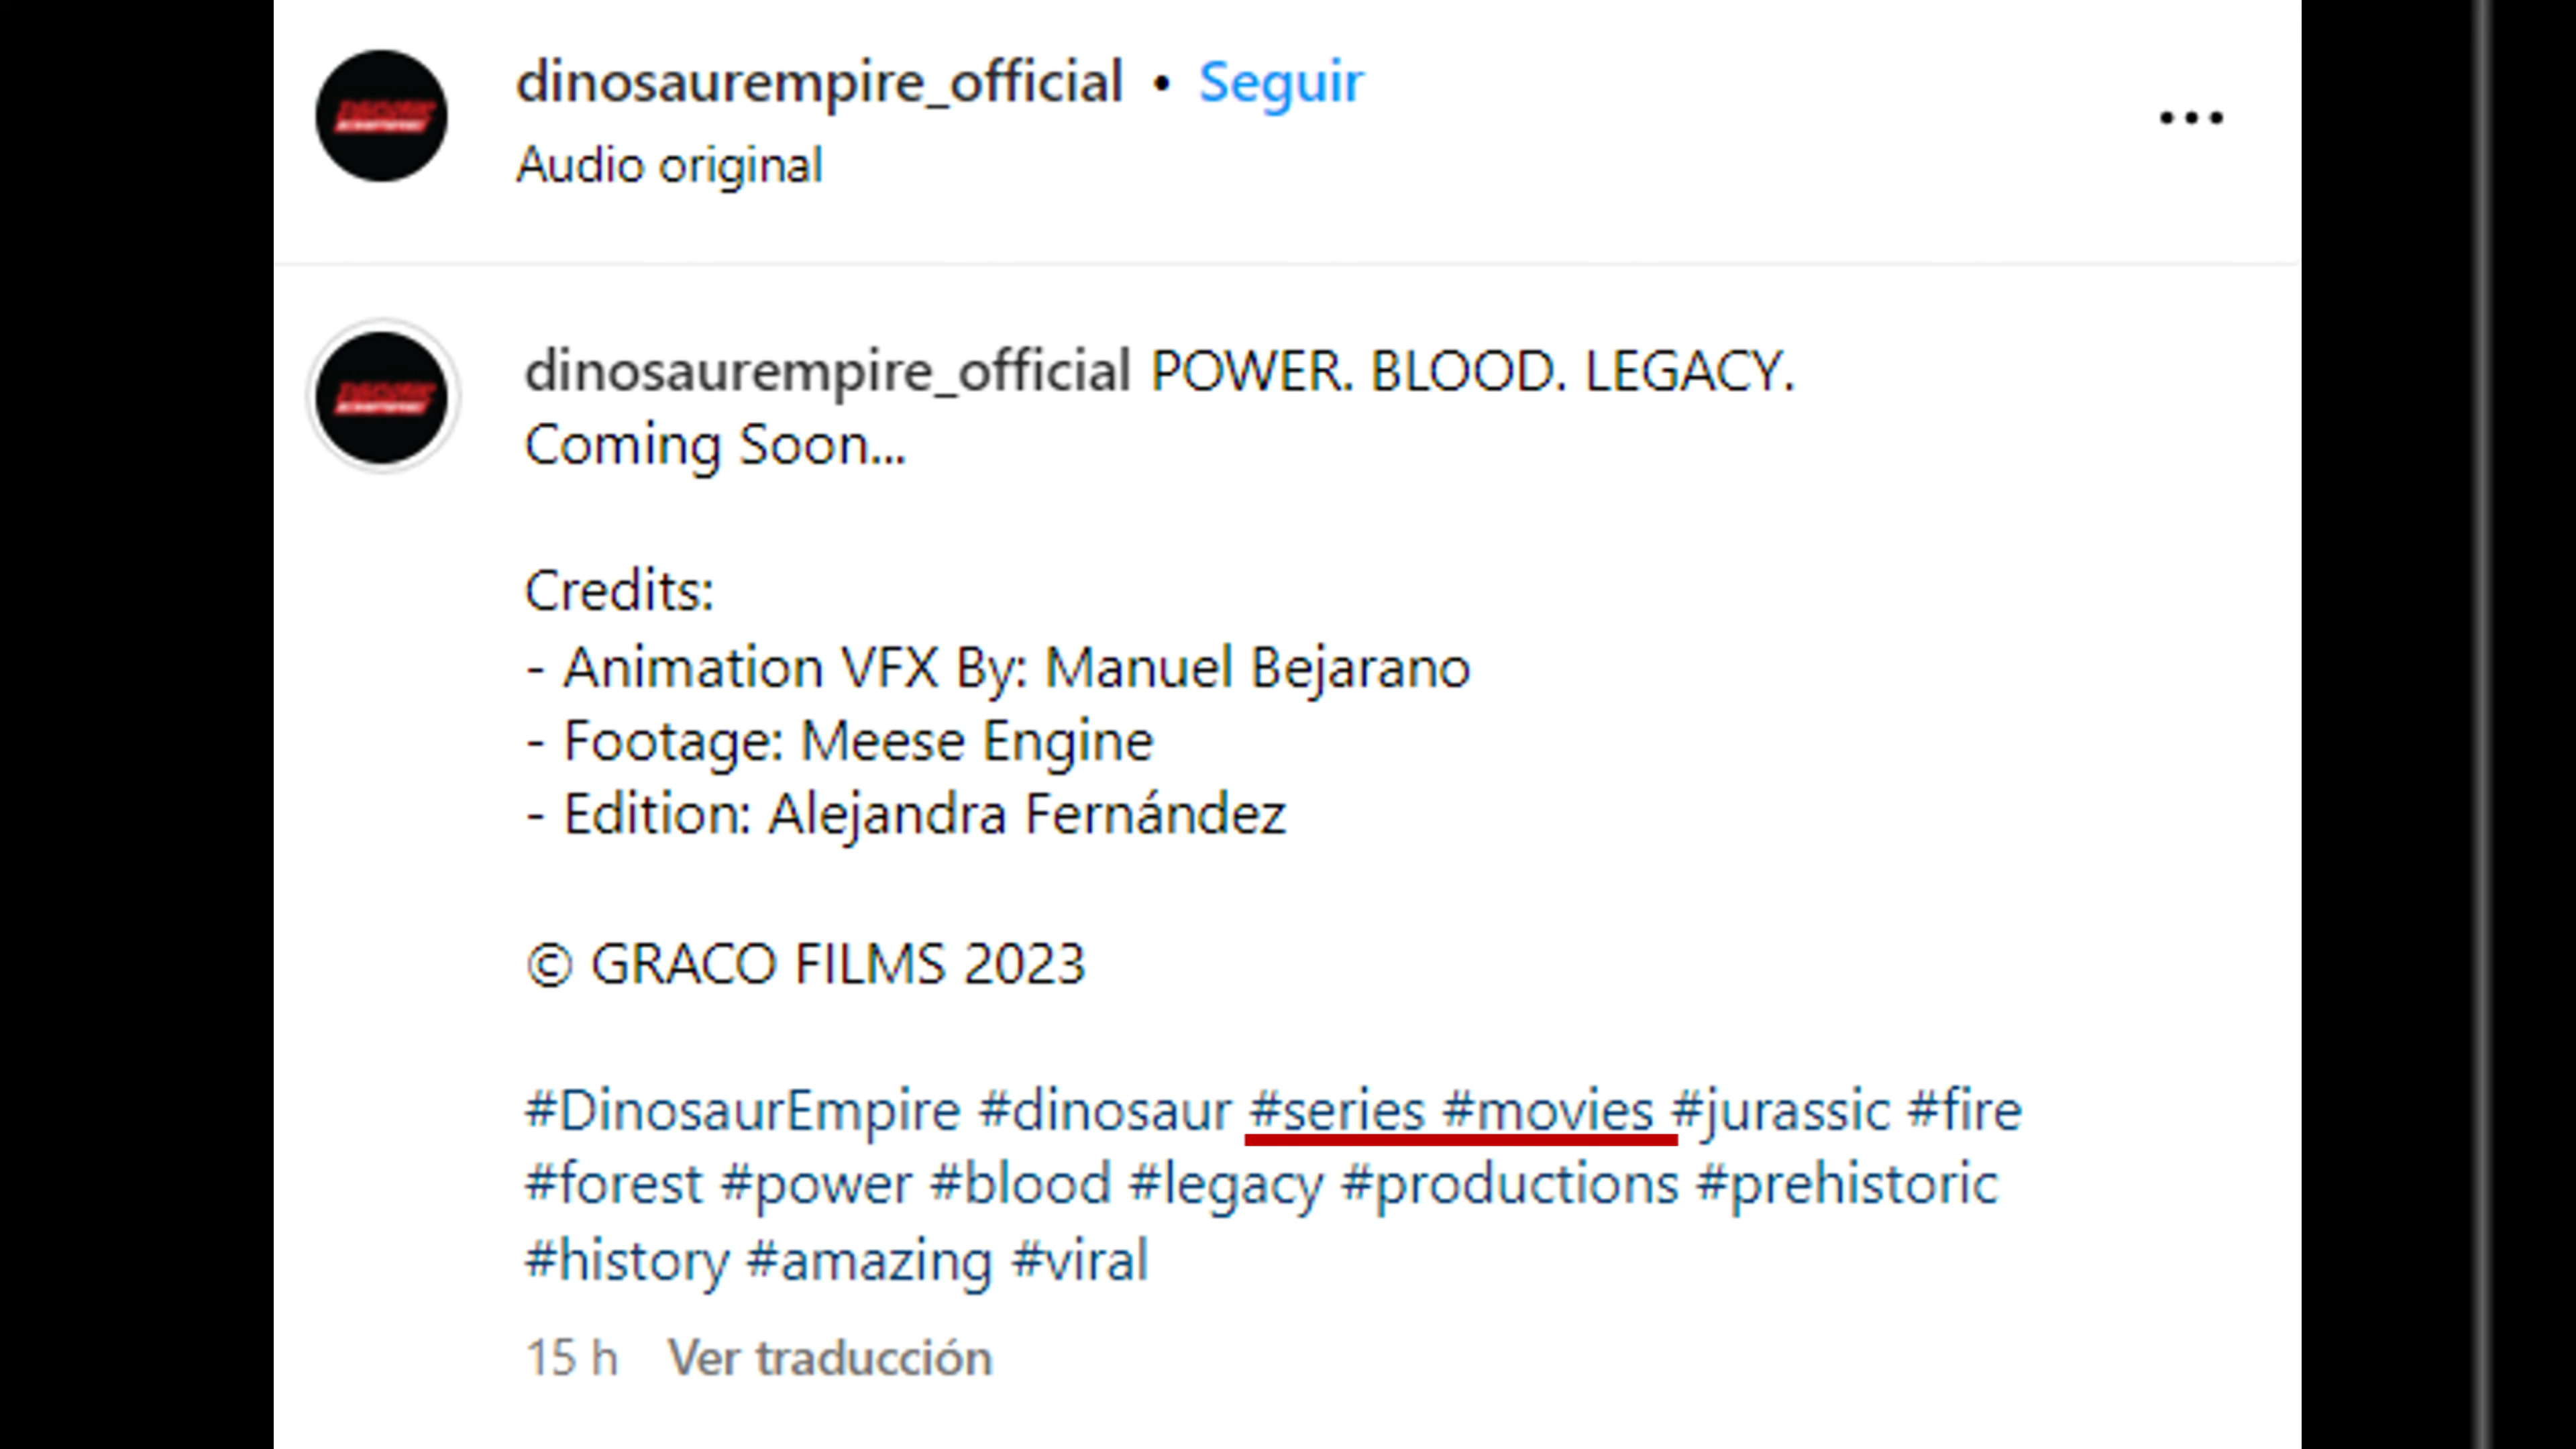 dinosaurempire_official • Seguir
Audio original
dinosaurempire_official POWER. BLOOD. LEGACY.
Coming Soon...
Credits:
- Animation VFX By: Manuel Bejarano
- Footage: Meese Engine
- Edition: Alejandra Fernández
© GRACO FILMS 2023
#DinosaurEmpire #dinosaur #series #movies #jurassic #fire
#forest #power #blood #legacy #productions #prehistoric
#history #amazing #viral
15 h Ver traducción